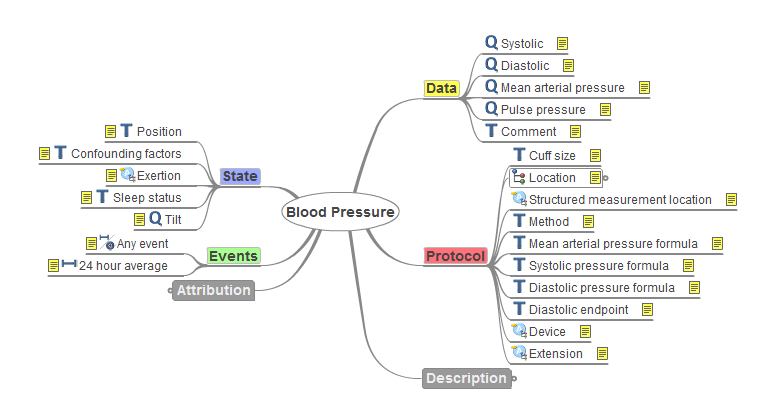 Blood Pressure
Data
Q Systolic
Q Diastolic
Q Mean arterial pressure
Q Pulse pressure
T Comment
Protocol
T Cuff size
Location
Structured measurement location
T Method
T Mean arterial pressure formula
T Systolic pressure formula
T Diastolic pressure formula
T Diastolic endpoint
Device
Extension
Description
State
T Position
T Confounding factors
Exertion
T Sleep status
Q Tilt
Events
Any event
24 hour average
Attribution